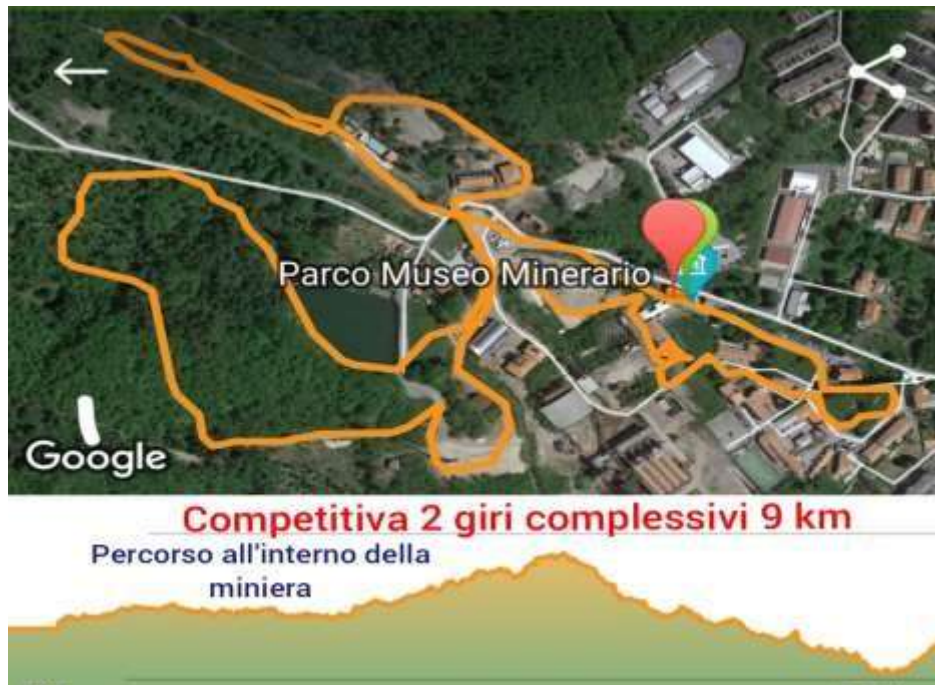 Parco Museo Minerario
Google
Competitiva 2 giri complessivi 9 km
Percorso all'interno della
miniera